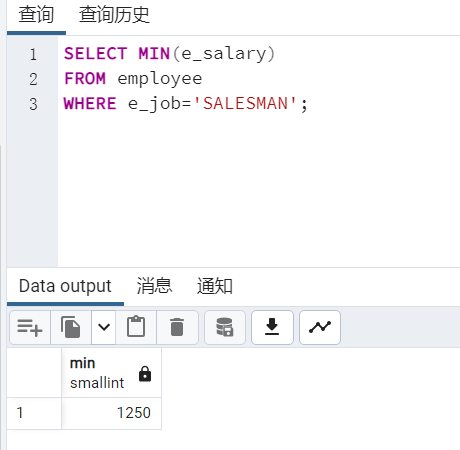 查询 查询历史
1 SELECT MIN(e_salary)
2 FROM employee
3 WHERE e_job='SALESMAN';
Data output 消息 通知
min
smallint
1 1250